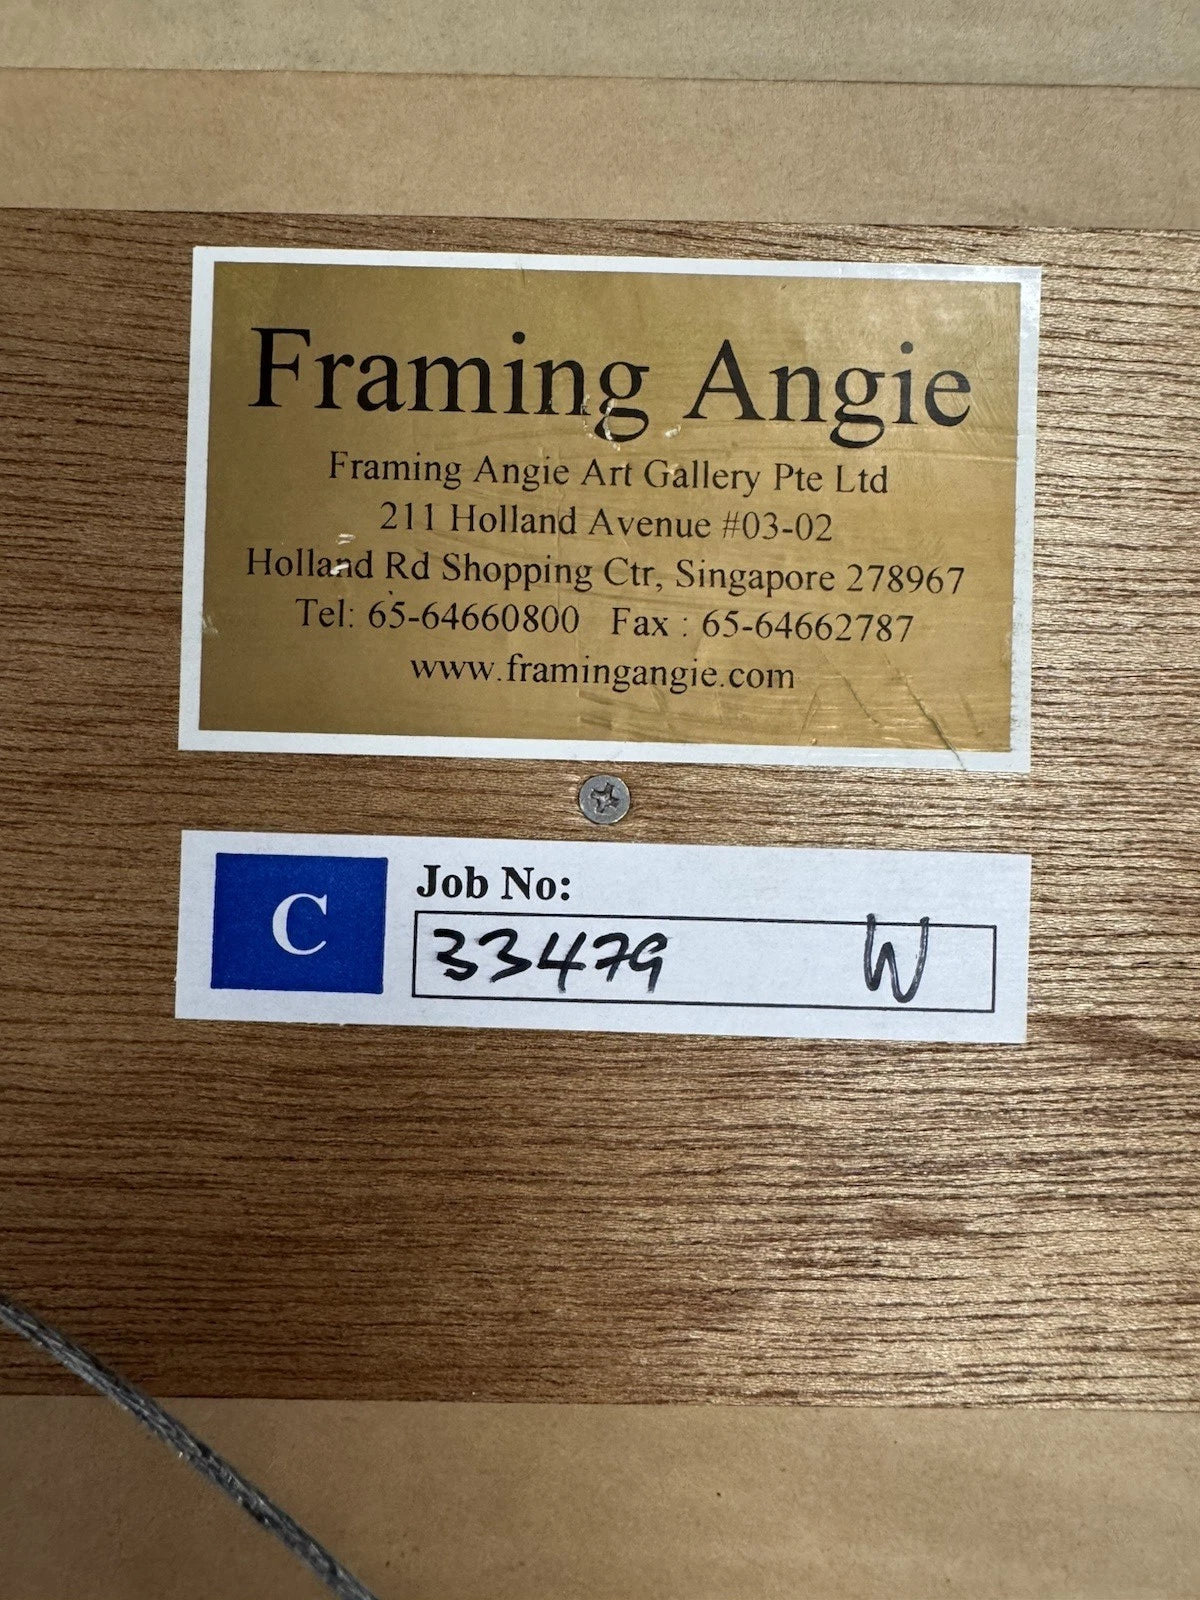 Framing Angie
Framing Angie Art Gallery Pte Ltd
211 Holland Avenue #03-02
Holland Rd Shopping Ctr, Singapore 278967
Tel: 65-64660800 Fax : 65-64662787
www.framingangie.com
C
Job No:
33479 W